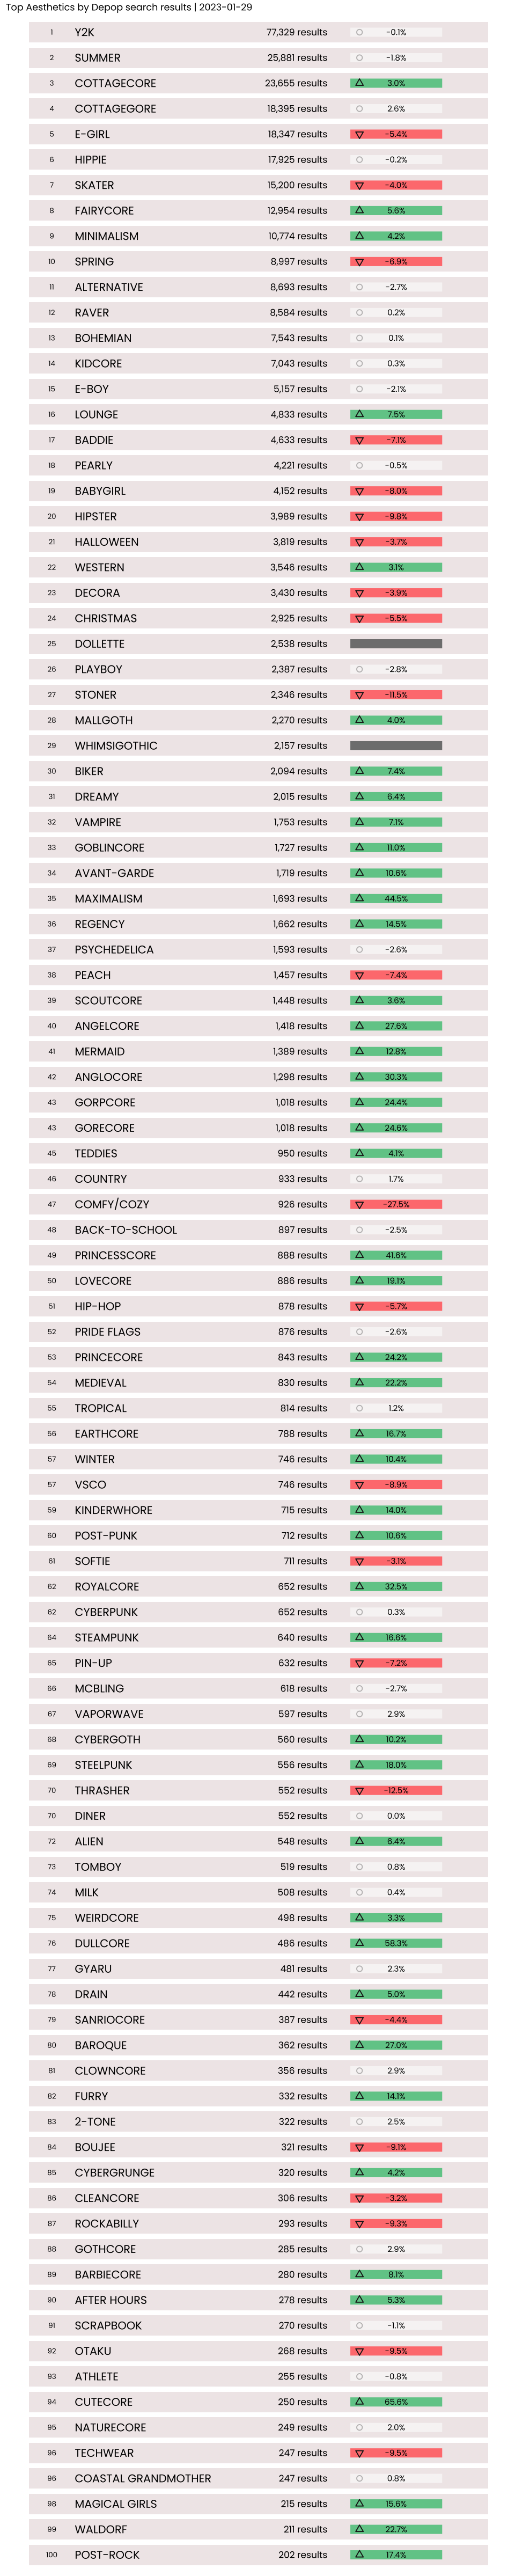 Top Aesthetics by Depop search results | 2023-01-29
1 Y2K 77,329 results -0.1%
2 SUMMER 25,881 results -1.8%
3 COTTAGECORE 23,655 results 3.0%
4 COTTAGEGORE 18,395 results 2.6%
5 E-GIRL 18,347 results -5.4%
6 HIPPIE 17,925 results -0.2%
7 SKATER 15,200 results -4.0%
8 FAIRYCORE 12,954 results 5.6%
9 MINIMALISM 10,774 results 4.2%
10 SPRING 8,997 results -6.9%
11 ALTERNATIVE 8,693 results -2.7%
12 RAVER 8,584 results 0.2%
13 BOHEMIAN 7,543 results 0.1%
14 KIDCORE 7,043 results 0.3%
15 E-BOY 5,157 results -2.1%
16 LOUNGE 4,833 results 7.5%
17 BADDIE 4,633 results -7.1%
18 PEARLY 4,221 results -0.5%
19 BABYGIRL 4,152 results -8.0%
20 HIPSTER 3,989 results -9.8%
21 HALLOWEEN 3,819 results -3.7%
22 WESTERN 3,546 results 3.1%
23 DECORA 3,430 results -3.9%
24 CHRISTMAS 2,925 results -5.5%
25 DOLLETTE 2,538 results
26 PLAYBOY 2,387 results -2.8%
27 STONER 2,346 results -11.5%
28 MALLGOTH 2,270 results 4.0%
29 WHIMSIGOTHIC 2,157 results
30 BIKER 2,094 results 7.4%
31 DREAMY 2,015 results 6.4%
32 VAMPIRE 1,753 results 7.1%
33 GOBLINCORE 1,727 results 11.0%
34 AVANT-GARDE 1,719 results 10.6%
35 MAXIMALISM 1,693 results 44.5%
36 REGENCY 1,662 results 14.5%
37 PSYCHEDELICA 1,593 results -2.6%
38 PEACH 1,457 results -7.4%
39 SCOUTCORE 1,448 results 3.6%
40 ANGELCORE 1,418 results 27.6%
41 MERMAID 1,389 results 12.8%
42 ANGLOCORE 1,298 results 30.3%
43 GORPCORE 1,018 results 24.4%
43 GORECORE 1,018 results 24.6%
45 TEDDIES 950 results 4.1%
46 COUNTRY 933 results 1.7%
47 COMFY/COZY 926 results -27.5%
48 BACK-TO-SCHOOL 897 results -2.5%
49 PRINCESSCORE 888 results 41.6%
50 LOVECORE 886 results 19.1%
51 HIP-HOP 878 results -5.7%
52 PRIDE FLAGS 876 results -2.6%
53 PRINCECORE 843 results 24.2%
54 MEDIEVAL 830 results 22.2%
55 TROPICAL 814 results 1.2%
56 EARTHCORE 788 results 16.7%
57 WINTER 746 results 10.4%
57 VSCO 746 results -8.9%
59 KINDERWHORE 715 results 14.0%
60 POST-PUNK 712 results 10.6%
61 SOFTIE 711 results -3.1%
62 ROYALCORE 652 results 32.5%
62 CYBERPUNK 652 results 0.3%
64 STEAMPUNK 640 results 16.6%
65 PIN-UP 632 results -7.2%
66 MCBLING 618 results -2.7%
67 VAPORWAVE 597 results 2.9%
68 CYBERGOTH 560 results 10.2%
69 STEELPUNK 556 results 18.0%
70 THRASHER 552 results -12.5%
70 DINER 552 results 0.0%
72 ALIEN 548 results 6.4%
73 TOMBOY 519 results 0.8%
74 MILK 508 results 0.4%
75 WEIRDCORE 498 results 3.3%
76 DULLCORE 486 results 58.3%
77 GYARU 481 results 2.3%
78 DRAIN 442 results 5.0%
79 SANRIOCORE 387 results -4.4%
80 BAROQUE 362 results 27.0%
81 CLOWNCORE 356 results 2.9%
82 FURRY 332 results 14.1%
83 2-TONE 322 results 2.5%
84 BOUJEE 321 results -9.1%
85 CYBERGRUNGE 320 results 4.2%
86 CLEANCORE 306 results -3.2%
87 ROCKABILLY 293 results -9.3%
88 GOTHCORE 285 results 2.9%
89 BARBIECORE 280 results 8.1%
90 AFTER HOURS 278 results 5.3%
91 SCRAPBOOK 270 results -1.1%
92 OTAKU 268 results -9.5%
93 ATHLETE 255 results -0.8%
94 CUTECORE 250 results 65.6%
95 NATURECORE 249 results 2.0%
96 TECHWEAR 247 results -9.5%
96 COASTAL GRANDMOTHER 247 results 0.8%
98 MAGICAL GIRLS 215 results 15.6%
99 WALDORF 211 results 22.7%
100 POST-ROCK 202 results 17.4%